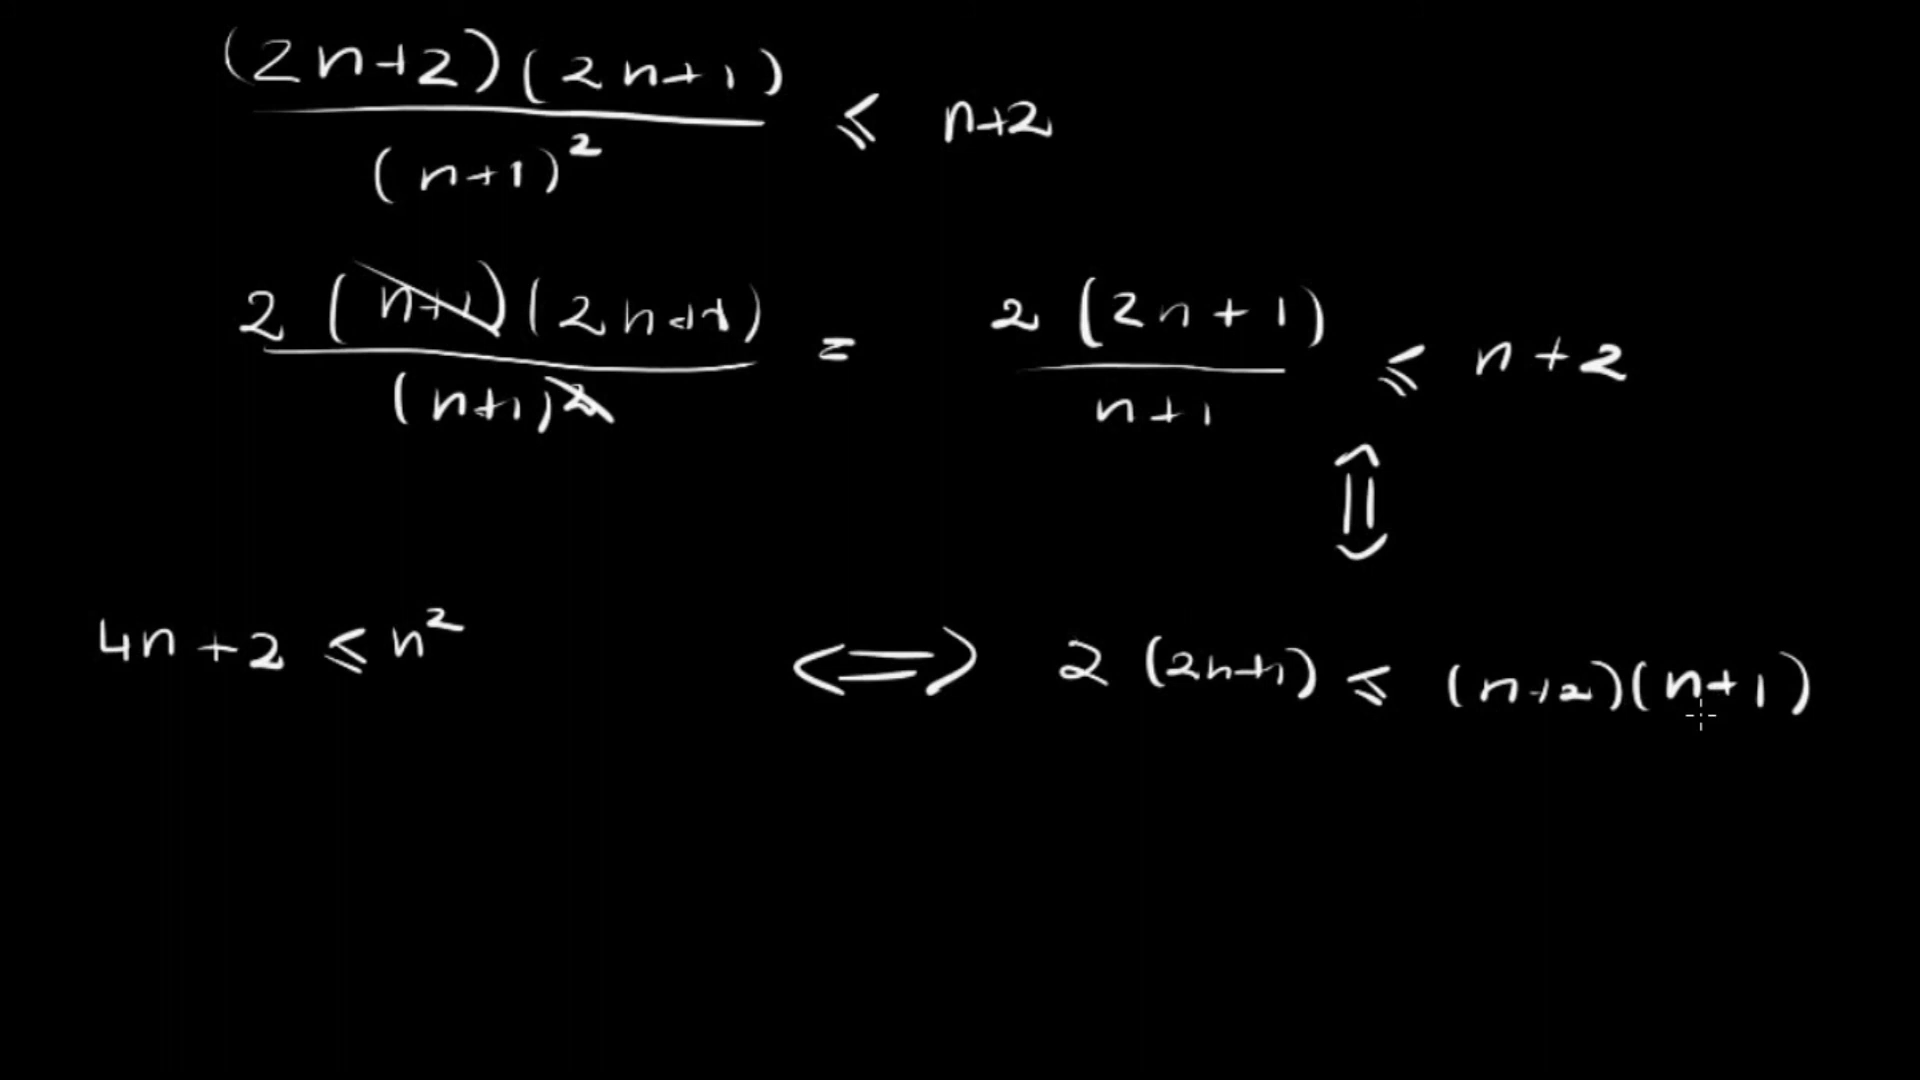 (2n+2)(2n+1) / (n+1)² ⩽ n+2
2(n+1)(2n+1) / (n+1)² = 2(2n+1) / n+1 ⩽ n+2
⇕
4n+2 ⩽ n² <=> 2(2n+1) ⩽ (n+2)(n+1)